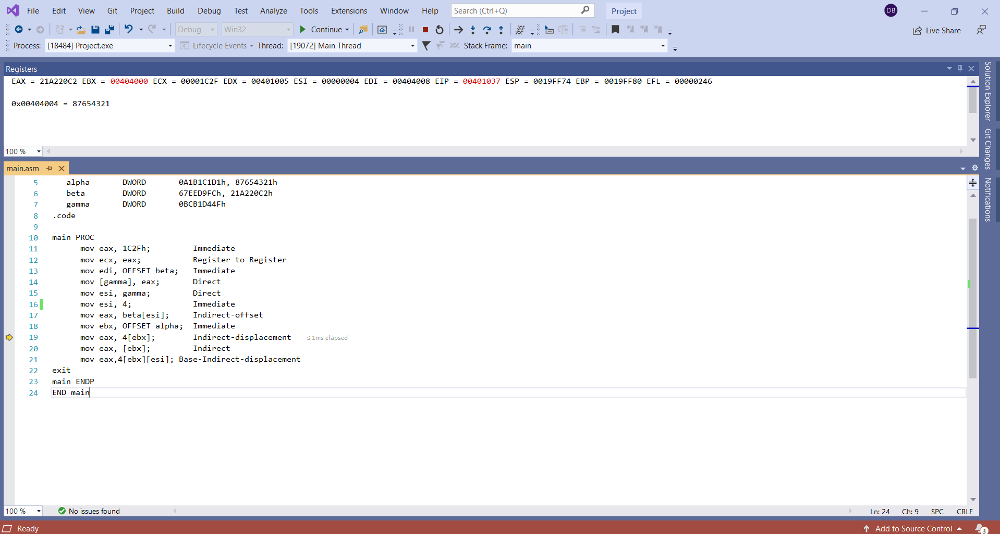 File Edit View Git Project Build Debug Test Analyze Tools Extensions Window Help Search (Ctrl+Q) Project DB
Debug Win32 Continue Live Share
Process: [18484] Project.exe Lifecycle Events Thread: [19072] Main Thread Stack Frame: main
Registers
EAX = 21A220C2 EBX = 00404000 ECX = 00001C2F EDX = 00401005 ESI = 00000004 EDI = 00404008 EIP = 00401037 ESP = 0019FF74 EBP = 0019FF80 EFL = 00000246
0x00404004 = 87654321
100 %
Solution Explorer
Git Changes
Notifications
main.asm
5 alpha DWORD 0A1B1C1D1h, 87654321h
6 beta DWORD 67EED9FCh, 21A220C2h
7 gamma DWORD 0BCB1D44Fh
8 .code
9
10 main PROC
11 mov eax, 1C2Fh; Immediate
12 mov ecx, eax; Register to Register
13 mov edi, OFFSET beta; Immediate
14 mov [gamma], eax; Direct
15 mov esi, gamma; Direct
16 mov esi, 4; Immediate
17 mov eax, beta[esi]; Indirect-offset
18 mov ebx, OFFSET alpha; Immediate
19 mov eax, 4[ebx]; Indirect-displacement ≤ 1ms elapsed
20 mov eax, [ebx]; Indirect
21 mov eax,4[ebx][esi]; Base-Indirect-displacement
22 exit
23 main ENDP
24 END main
100 % No issues found Ln: 24 Ch: 9 SPC CRLF
Ready Add to Source Control 3